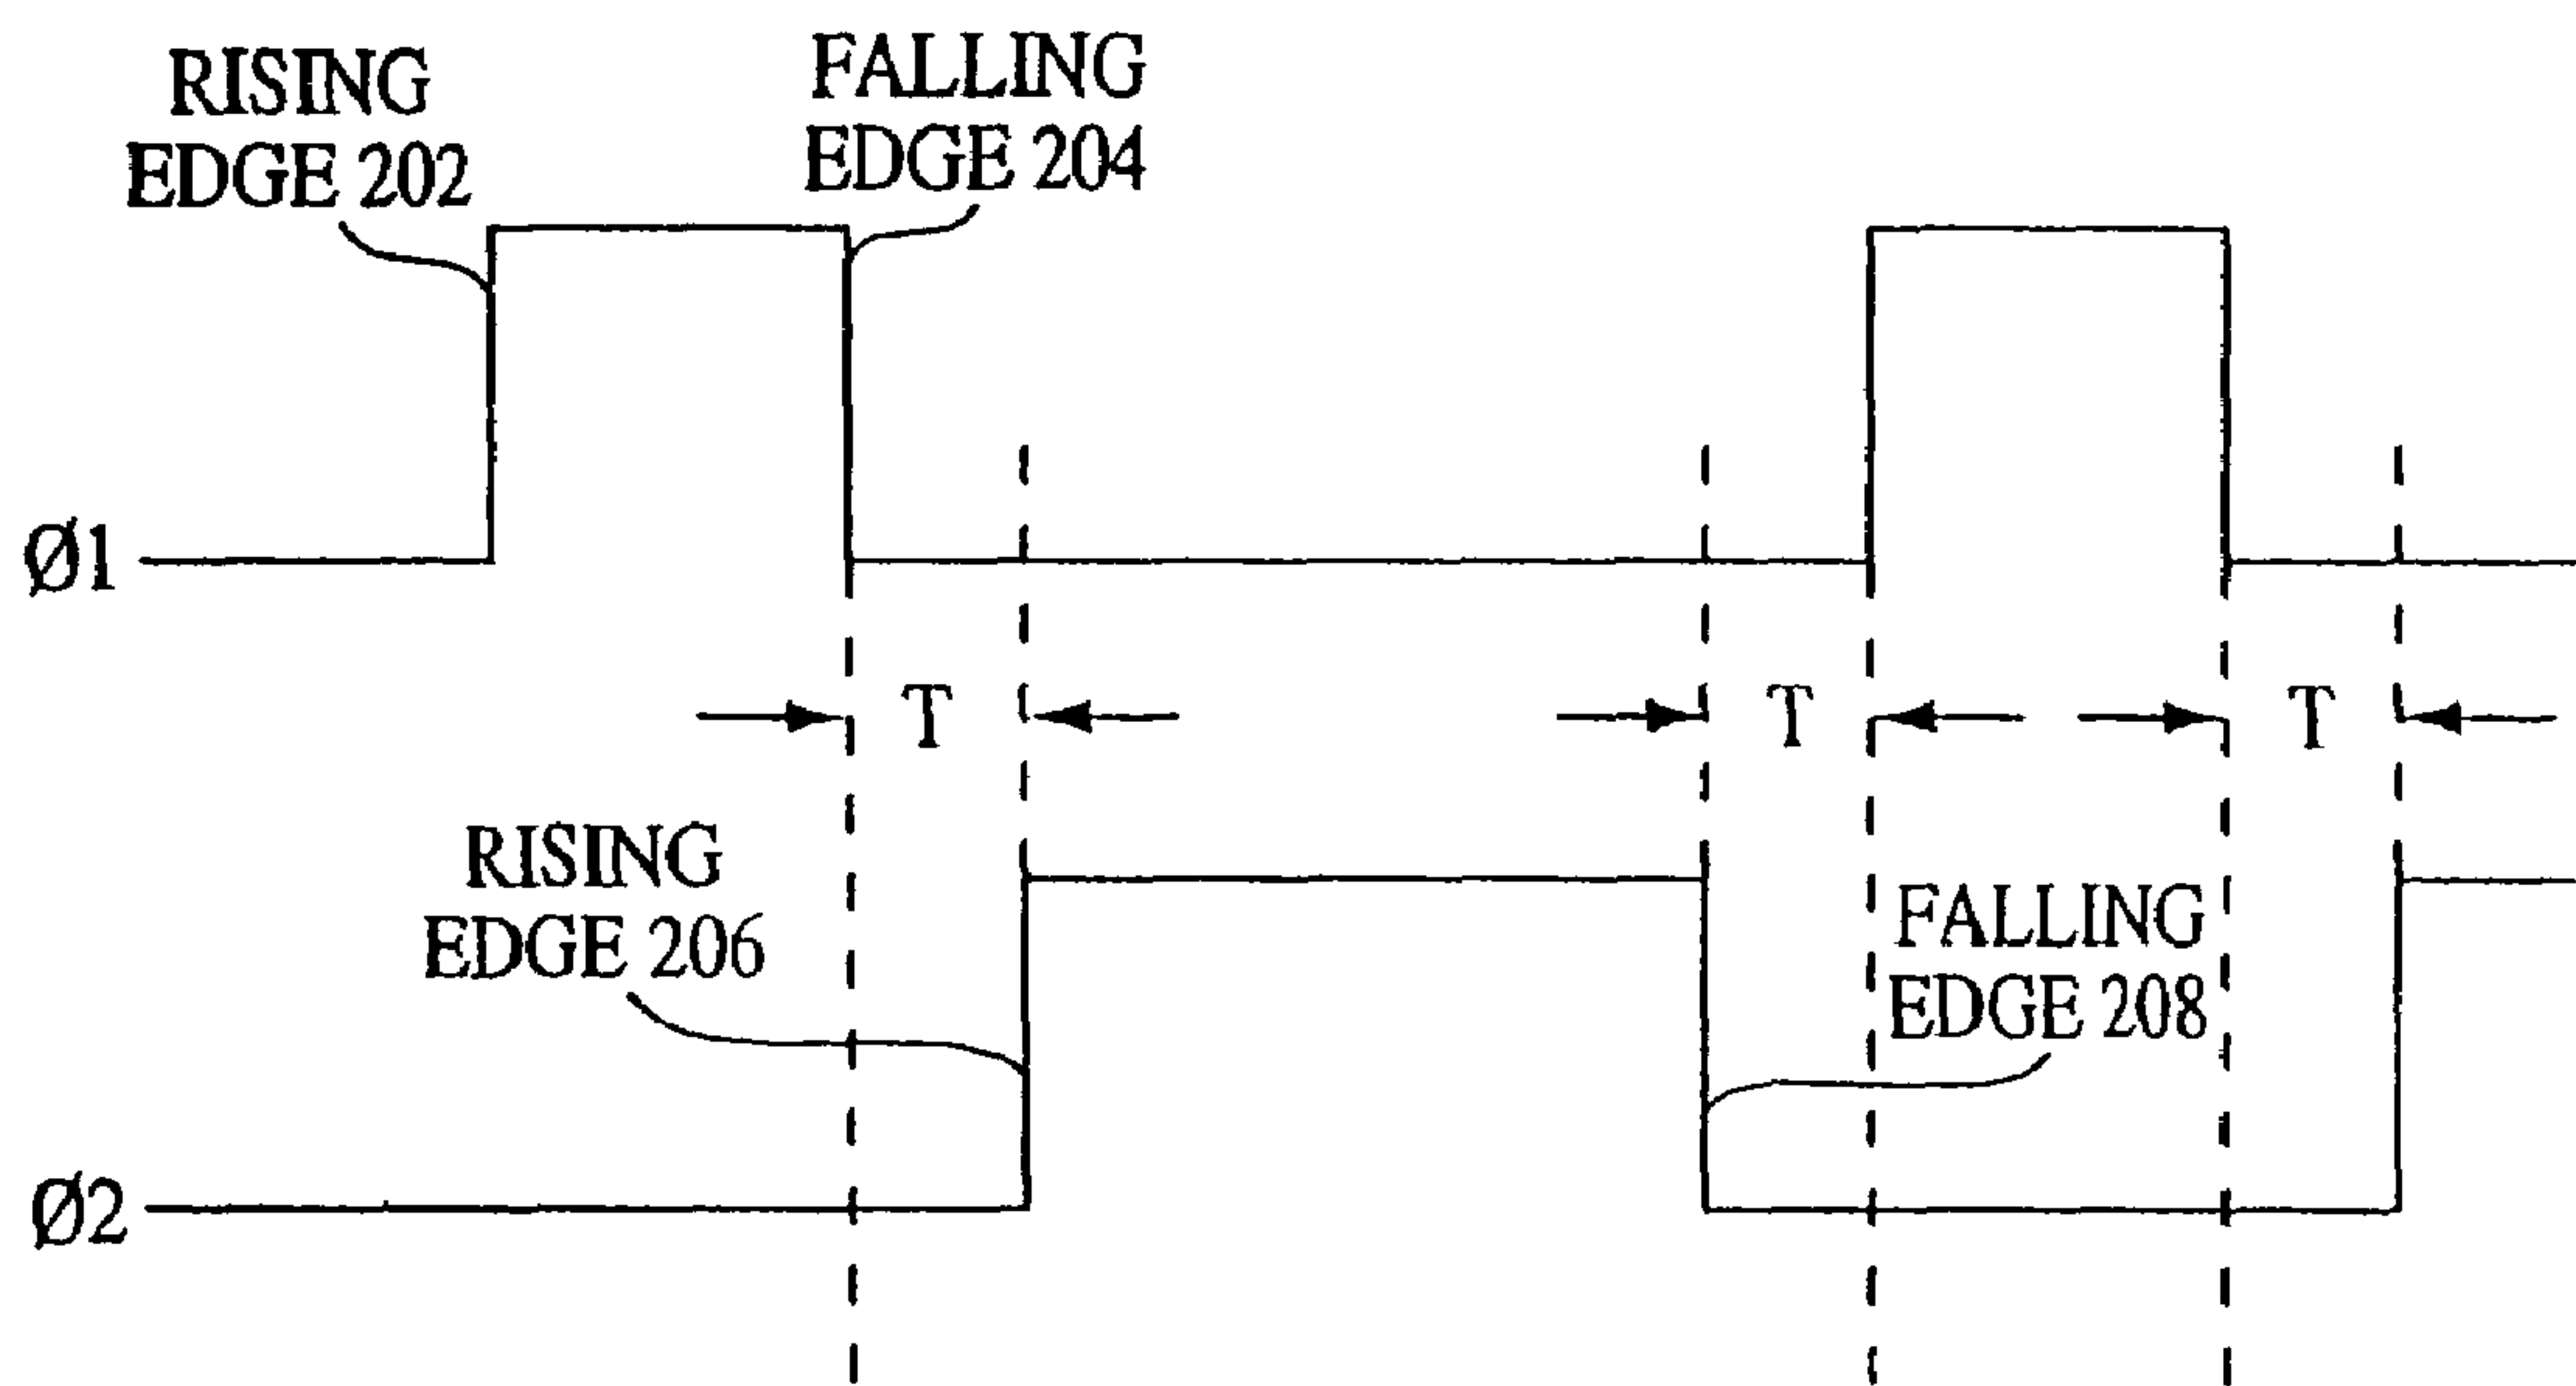 RISING
EDGE 202
FALLING
EDGE 204
Ø1
T
T
T
RISING
EDGE 206
FALLING
EDGE 208
Ø2